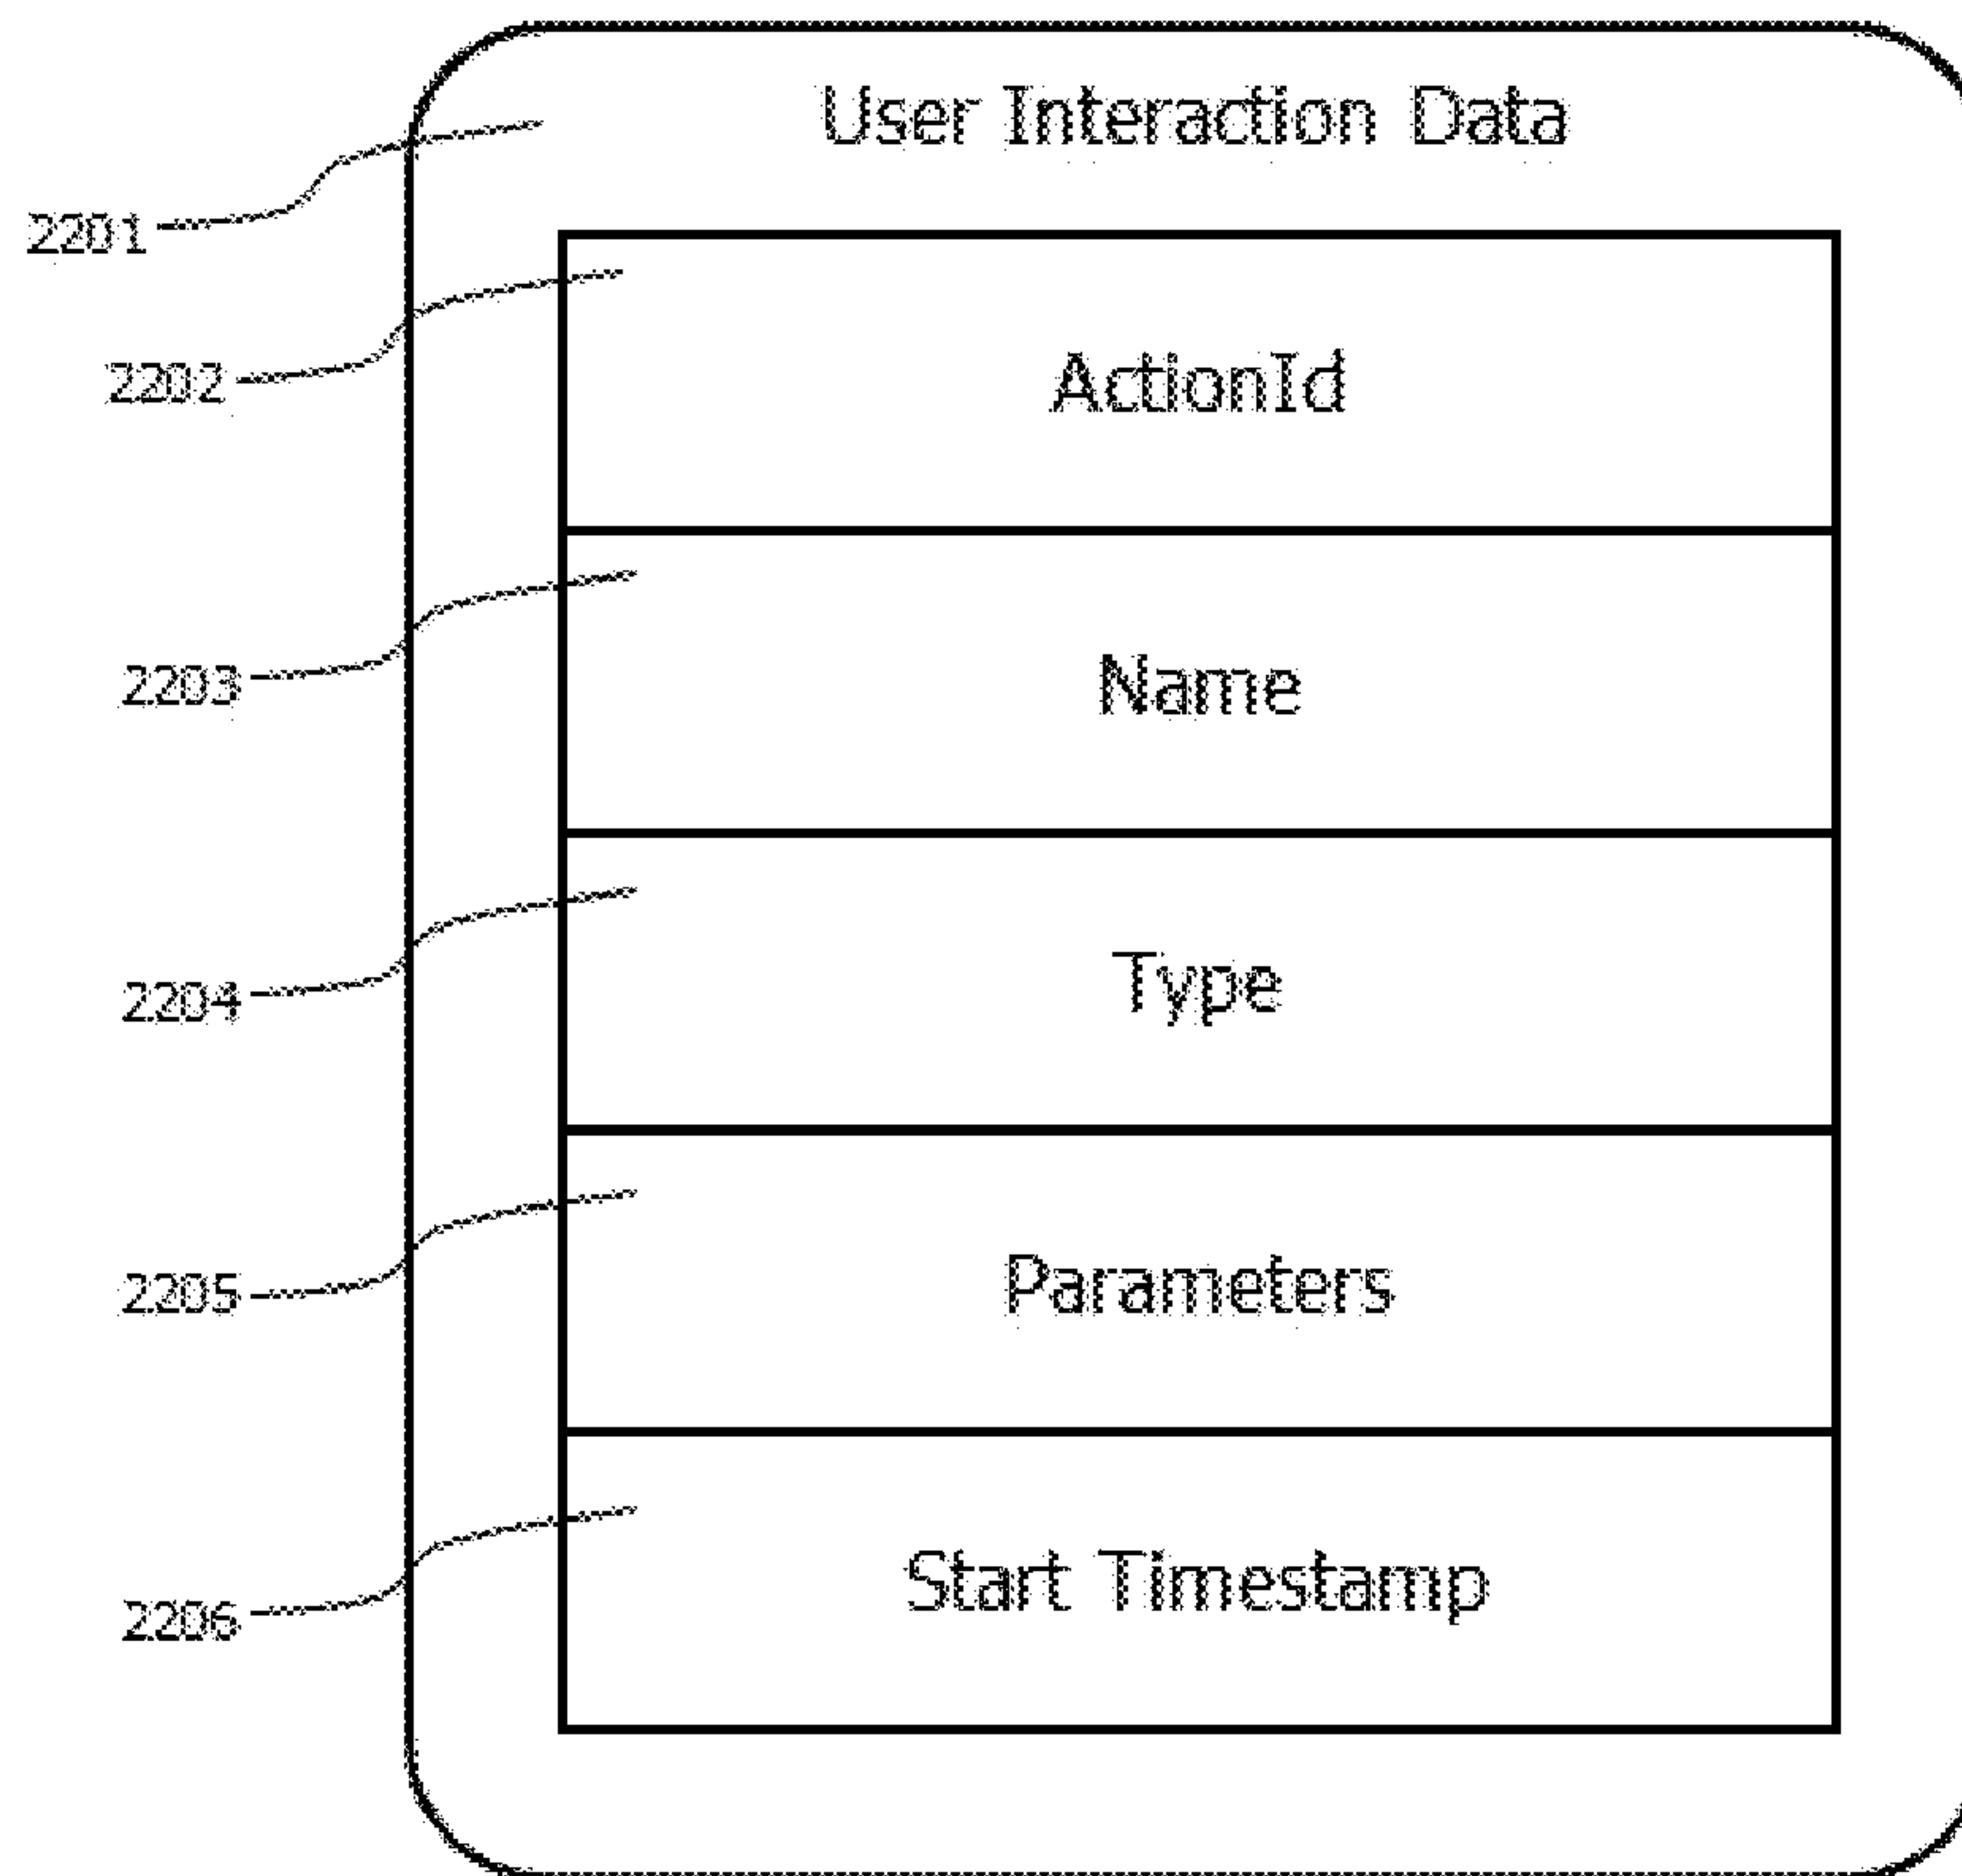 User Interaction Data
2201
2202
ActionId
2203
Name
2204
Type
2205
Parameters
2206
Start Timestamp